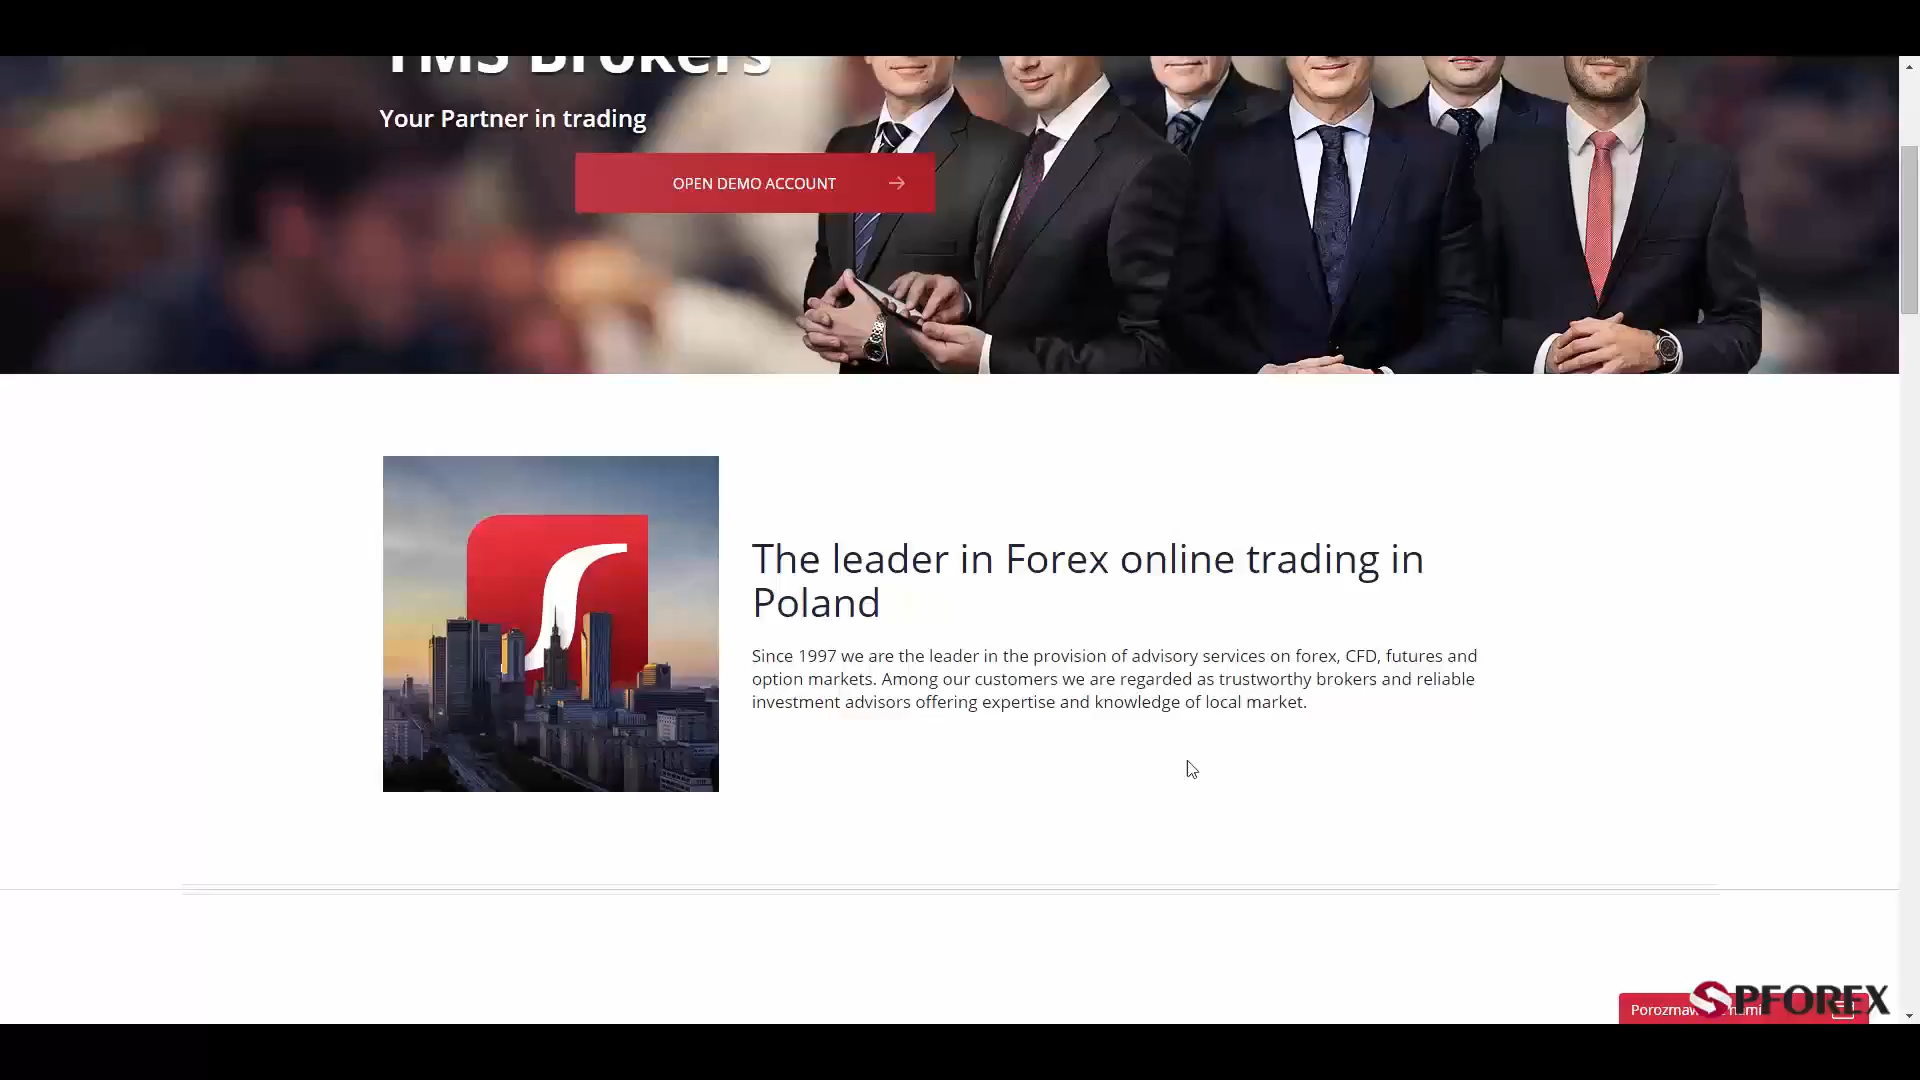 TMS Brokers
Your Partner in trading
OPEN DEMO ACCOUNT
The leader in Forex online trading in
Poland
Since 1997 we are the leader in the provision of advisory services on forex, CFD, futures and
option markets. Among our customers we are regarded as trustworthy brokers and reliable
investment advisors offering expertise and knowledge of local market.
SPFOREX